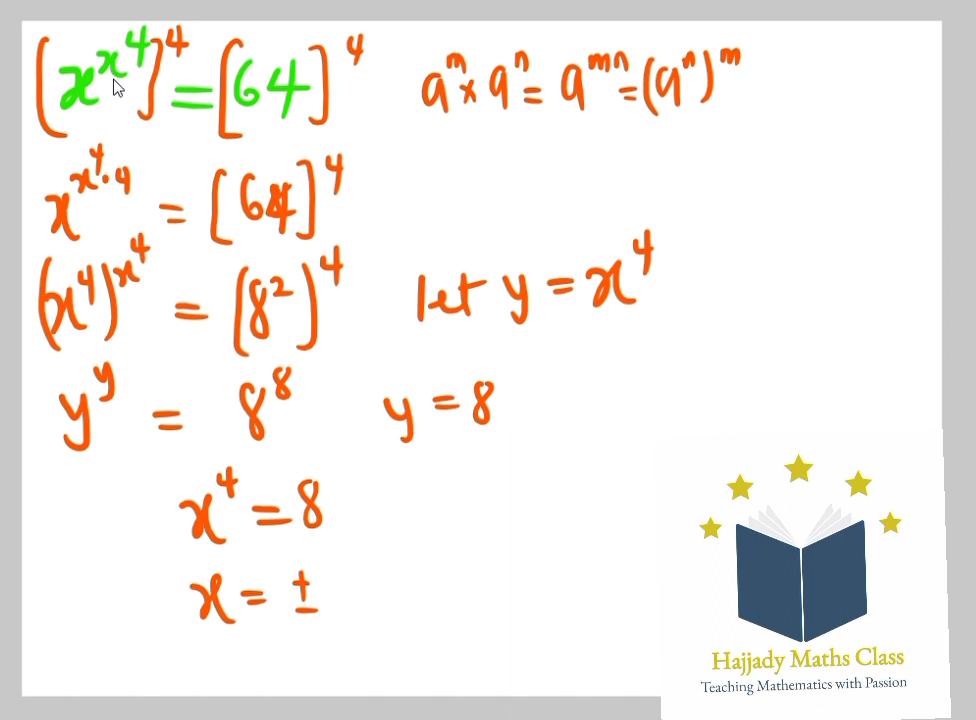 [x^x^4]^4 = [64]^4 a^m × a^n = a^mn = (a^n)^m
x^x^4·4 = [64]^4
(x^4)^x^4 = [8^2]^4 let y = x^4
y^y = 8^8 y = 8
x^4 = 8
x = ±
Hajjady Maths Class
Teaching Mathematics with Passion